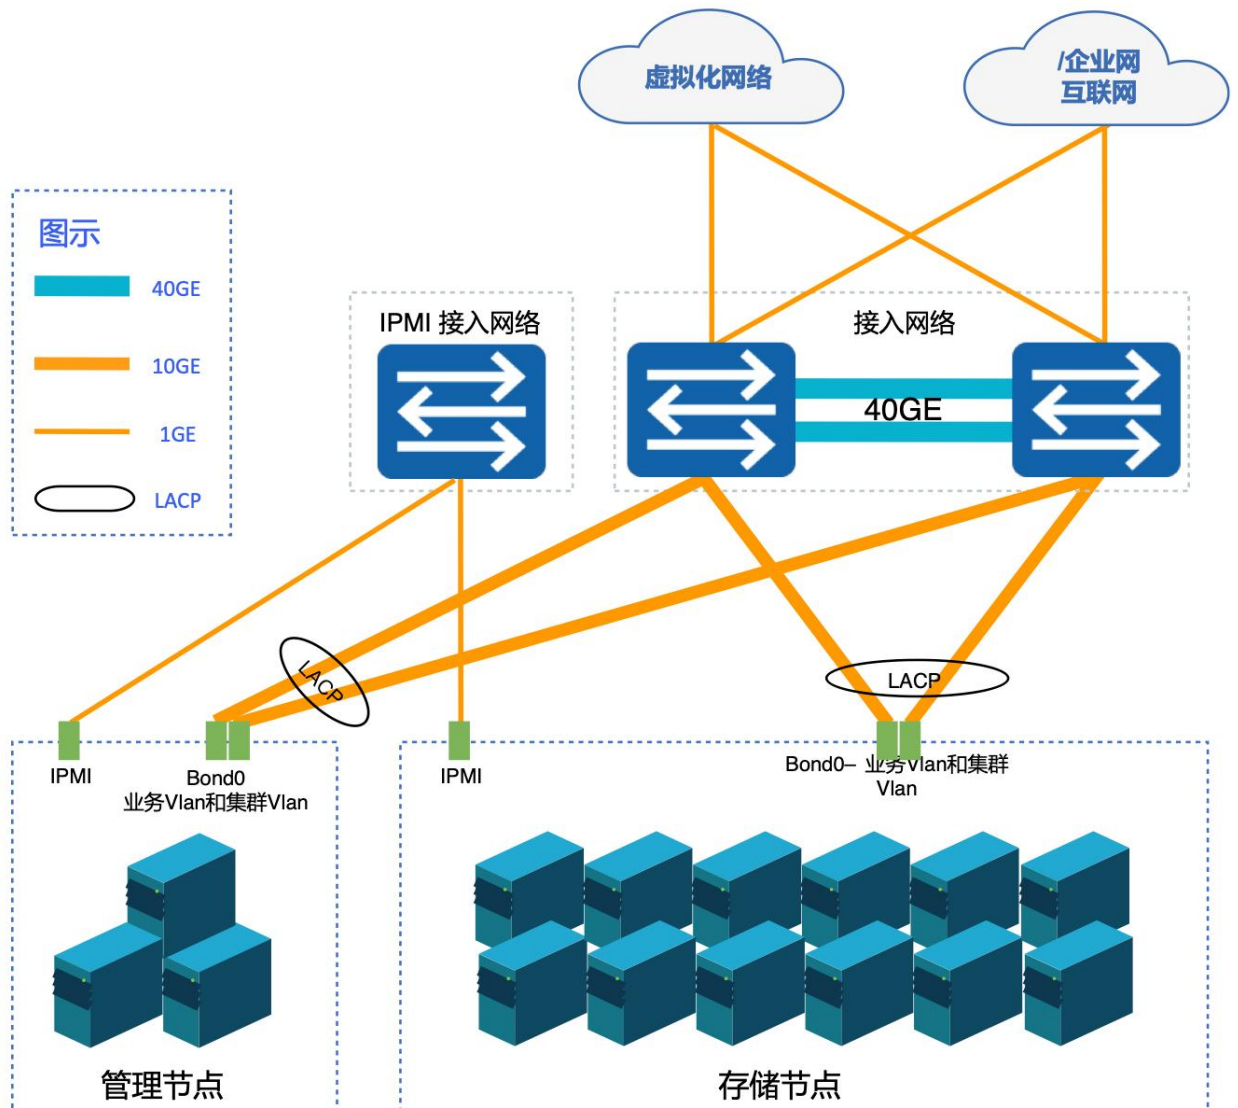 虚拟化网络
/企业网
互联网
图示
40GE
10GE
1GE
LACP
IPMI 接入网络
接入网络
40GE
LACP
LACP
IPMI
Bond0
业务Vlan和集群Vlan
IPMI
Bond0– 业务Vlan和集群
Vlan
管理节点
存储节点